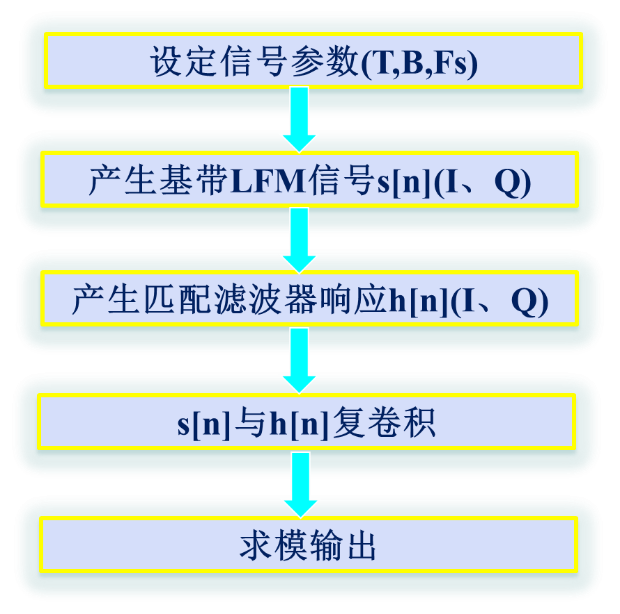 设定信号参数(T,B,Fs)
产生基带LFM信号s[n](I、Q)
产生匹配滤波器响应h[n](I、Q)
s[n]与h[n]复卷积
求模输出